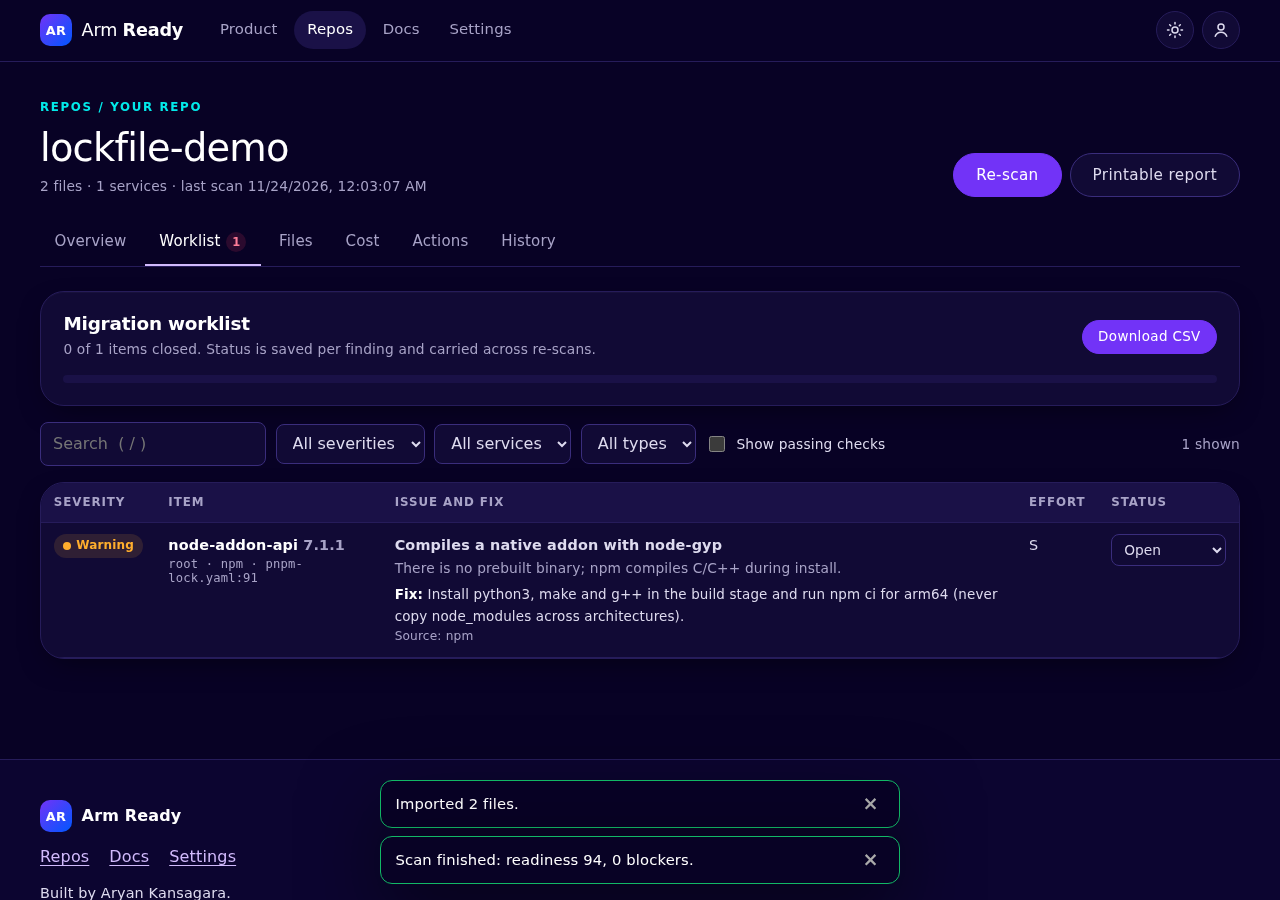 AR Arm Ready Product Repos Docs Settings
REPOS / YOUR REPO
lockfile-demo
2 files · 1 services · last scan 11/24/2026, 12:03:07 AM
Re-scan Printable report
Overview Worklist 1 Files Cost Actions History
Migration worklist
0 of 1 items closed. Status is saved per finding and carried across re-scans.
Download CSV
Search ( / ) All severities All services All types Show passing checks 1 shown
SEVERITY ITEM ISSUE AND FIX EFFORT STATUS
Warning node-addon-api 7.1.1 Compiles a native addon with node-gyp S Open
root · npm · pnpm-
lock.yaml:91
There is no prebuilt binary; npm compiles C/C++ during install.
Fix: Install python3, make and g++ in the build stage and run npm ci for arm64 (never
copy node_modules across architectures).
Source: npm
AR Arm Ready
Repos Docs Settings
Built by Aryan Kansagara.
Imported 2 files. ×
Scan finished: readiness 94, 0 blockers. ×